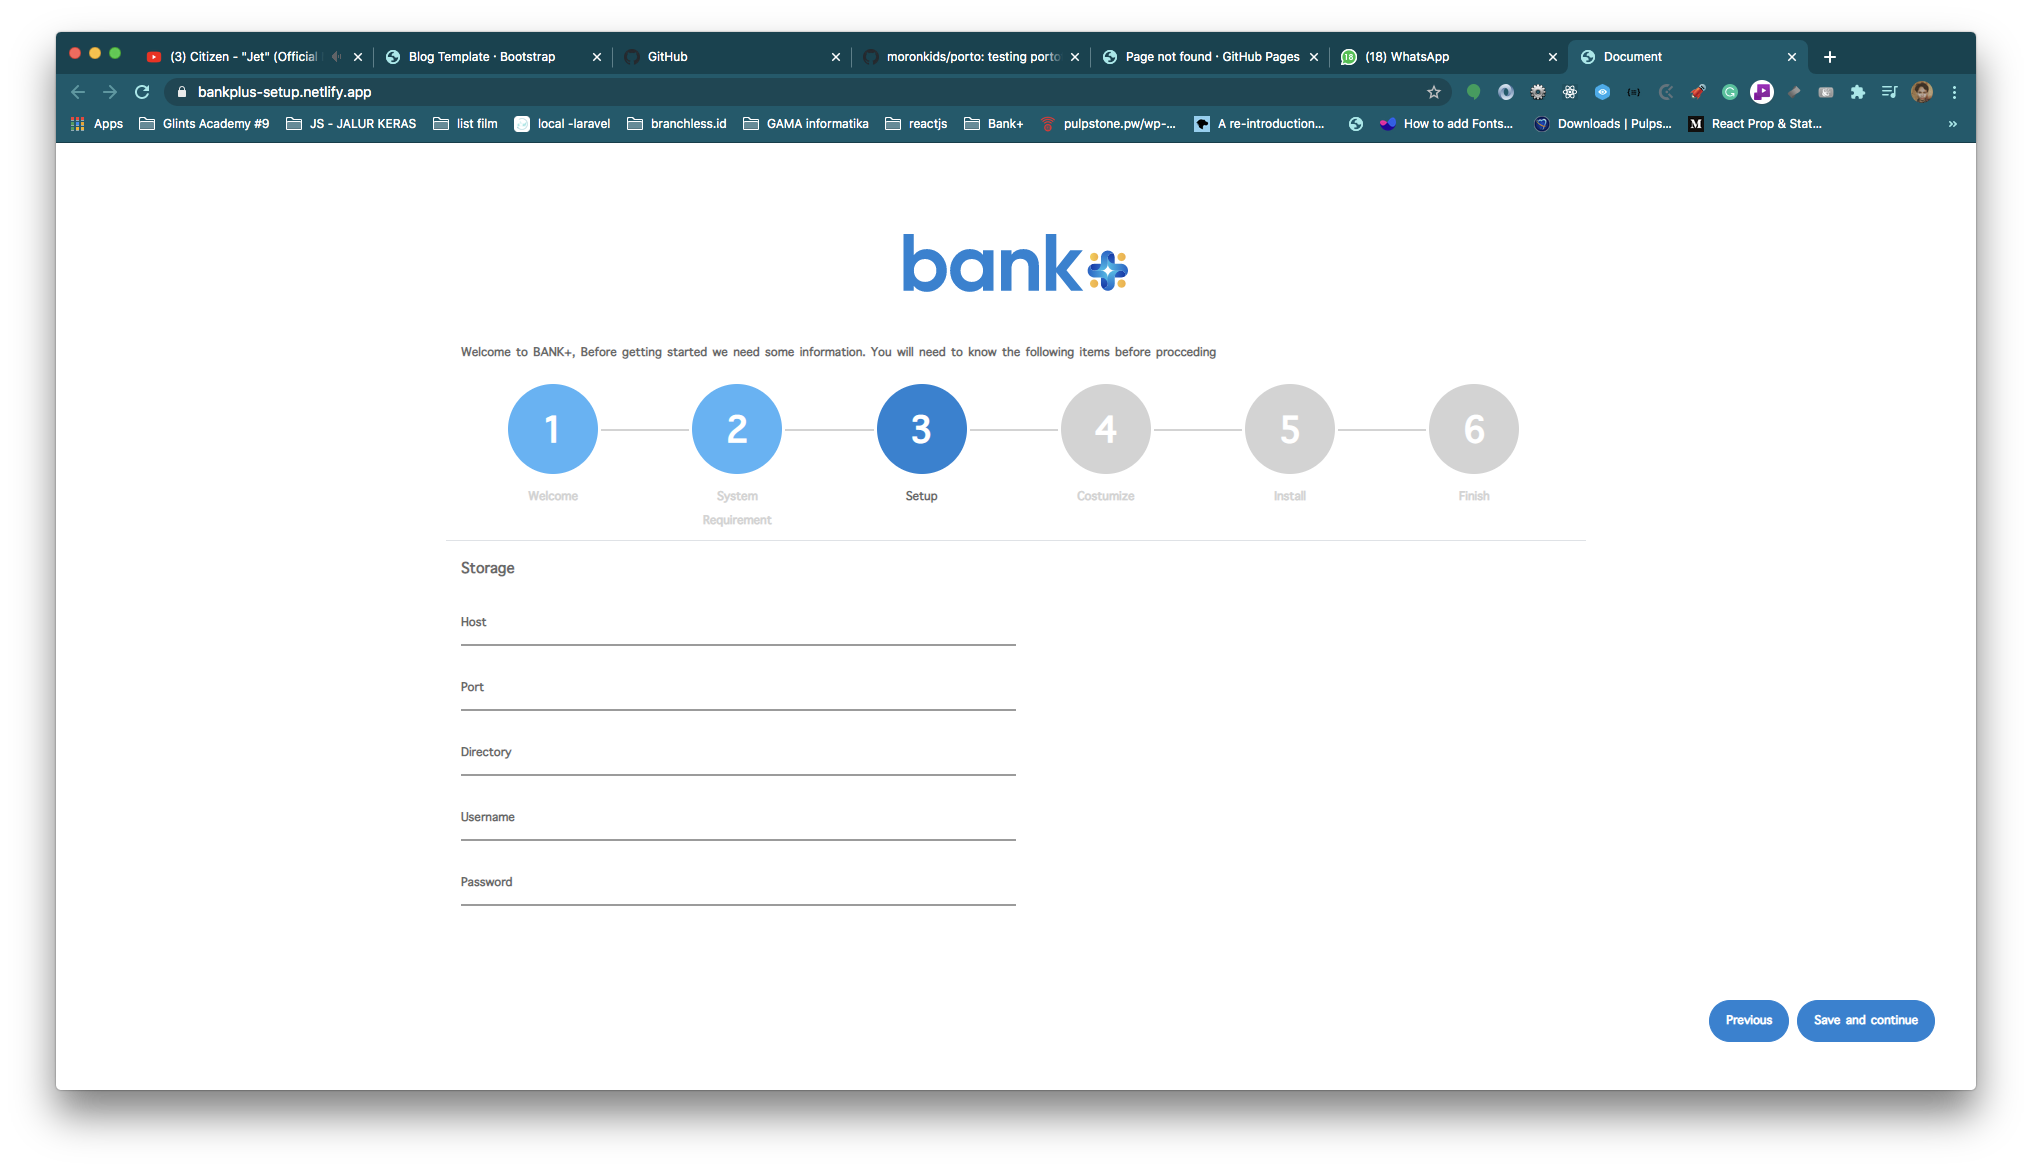 (3) Citizen - "Jet" (Official
Blog Template · Bootstrap
GitHub
moronkids/porto: testing porto
Page not found · GitHub Pages
(18) WhatsApp
Document
bankplus-setup.netlify.app
Apps
Glints Academy #9
JS - JALUR KERAS
list film
local -laravel
branchless.id
GAMA informatika
reactjs
Bank+
pulpstone.pw/wp-...
A re-introduction...
How to add Fonts...
Downloads | Pulps...
React Prop & Stat...
bank
Welcome to BANK+, Before getting started we need some information. You will need to know the following items before procceding
1
2
3
4
5
6
Welcome
System
Requirement
Setup
Costumize
Install
Finish
Storage
Host
Port
Directory
Username
Password
Previous
Save and continue